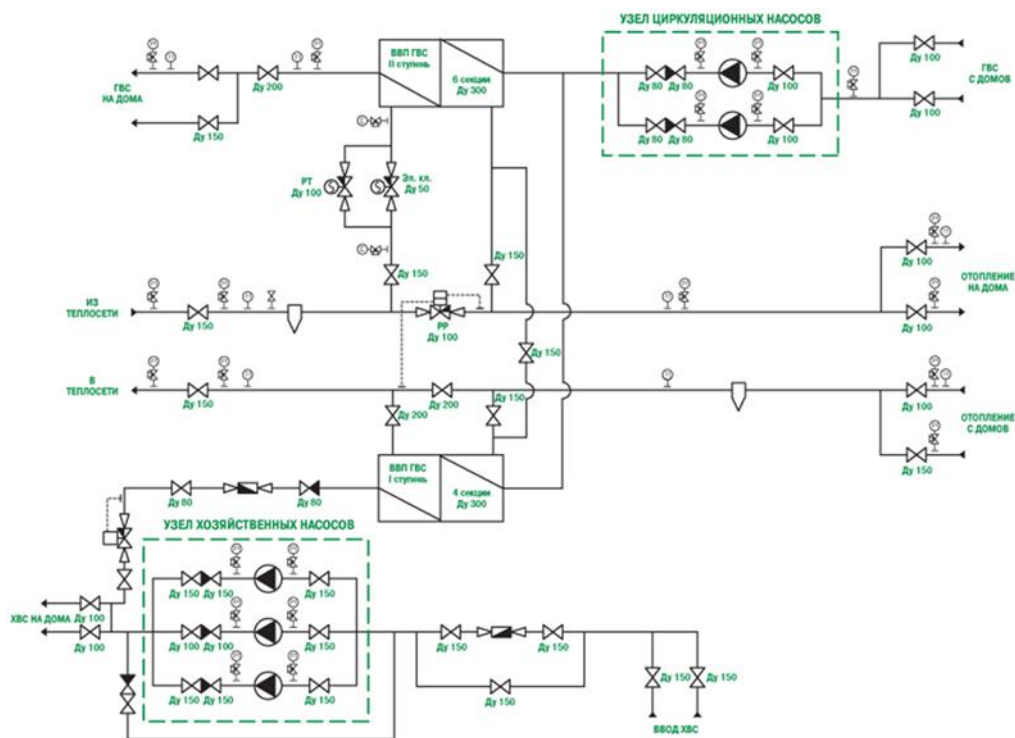 УЗЕЛ ЦИРКУЛЯЦИОННЫХ НАСОСОВ
ВВП ГВС
II ступень
6 секции
Ду 300
ГВС
НА ДОМА
Ду 200
Ду 150
Ду 80
Ду 80
Ду 100
Ду 80
Ду 80
Ду 100
Ду 100
Ду 100
ГВС
С ДОМОВ
РТ
Ду 100
Эл. кл.
Ду 50
Ду 150
Ду 150
ИЗ
ТЕПЛОСЕТИ
Ду 150
РР
Ду 100
Ду 100
Ду 100
ОТОПЛЕНИЕ
НА ДОМА
Ду 150
В
ТЕПЛОСЕТИ
Ду 150
Ду 200
Ду 200
Ду 150
Ду 100
Ду 150
ОТОПЛЕНИЕ
С ДОМОВ
ВВП ГВС
I ступень
4 секции
Ду 300
Ду 80
Ду 80
УЗЕЛ ХОЗЯЙСТВЕННЫХ НАСОСОВ
Ду 150
Ду 150
Ду 150
ХВС НА ДОМА
Ду 100
Ду 100
Ду 100
Ду 100
Ду 150
Ду 150
Ду 150
Ду 150
Ду 150
Ду 150
Ду 150
Ду 150
Ду 150
ВВОД ХВС